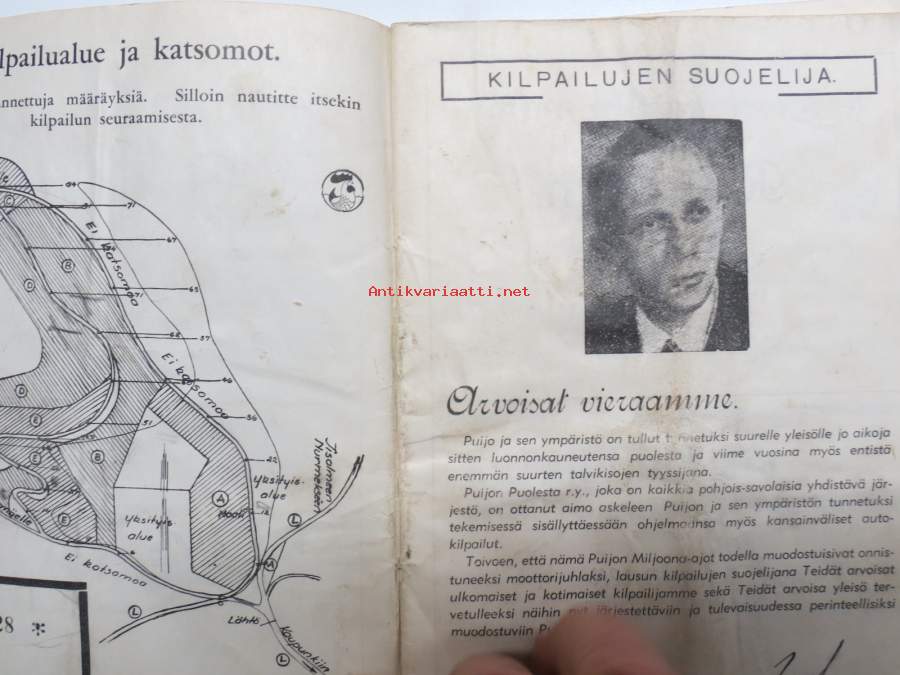 lpailualue ja katsomot.
nnettuja määräyksiä. Silloin nautitte itsekin
kilpailun seuraamisesta.
Ei katsomoa
Ei katsomoa
Yksityis-
alue
Yksityis-
alue
Ei katsomoa
Iisalmeen
Nurmekseen
Lähtö
Kaupunkiin
28
KILPAILUJEN SUOJELIJA.
Antikvariaatti.net
Arvoisat vieraamme.
Puijo ja sen ympäristö on tullut tunnetuksi suurelle yleisölle jo aikoja
sitten luonnonkauneutensa puolesta ja viime vuosina myös entistä
enemmän suurten talvikisojen tyyssijana.
Puijon Puolesta r.y., joka on kaikkia pohjois-savolaisia yhdistävä jär-
jestö, on ottanut aimo askeleen Puijon ja sen ympäristön tunnetuksi
tekemisessä sisällyttäessään ohjelmaansa myös kansainväliset auto-
kilpailut.
Toivoen, että nämä Puijon Miljoona-ajot todella muodostuisivat onnis-
tuneeksi moottorijuhlaksi, lausun kilpailujen suojelijana Teidät arvoisat
ulkomaiset ja kotimaiset kilpailijamme sekä Teidät arvoisa yleisö ter-
vetulleeksi näihin nyt järjestettäviin ja tulevaisuudessa perinteellisiksi
muodostuviin